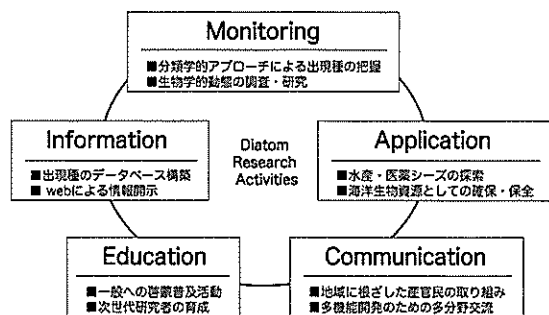 Monitoring
■分類学的アプローチによる出現種の把握
■生物学的動態の調査・研究
Information
■出現種のデータベース構築
■ webによる情報開示
Diatom
Research
Activities
Application
■水産・医薬シーズの探索
■海洋生物資源としての確保・保全
Education
■一般への啓蒙普及活動
■次世代研究者の育成
Communication
■地域に根ざした産官民の取り組み
■多機能開発のための多分野交流